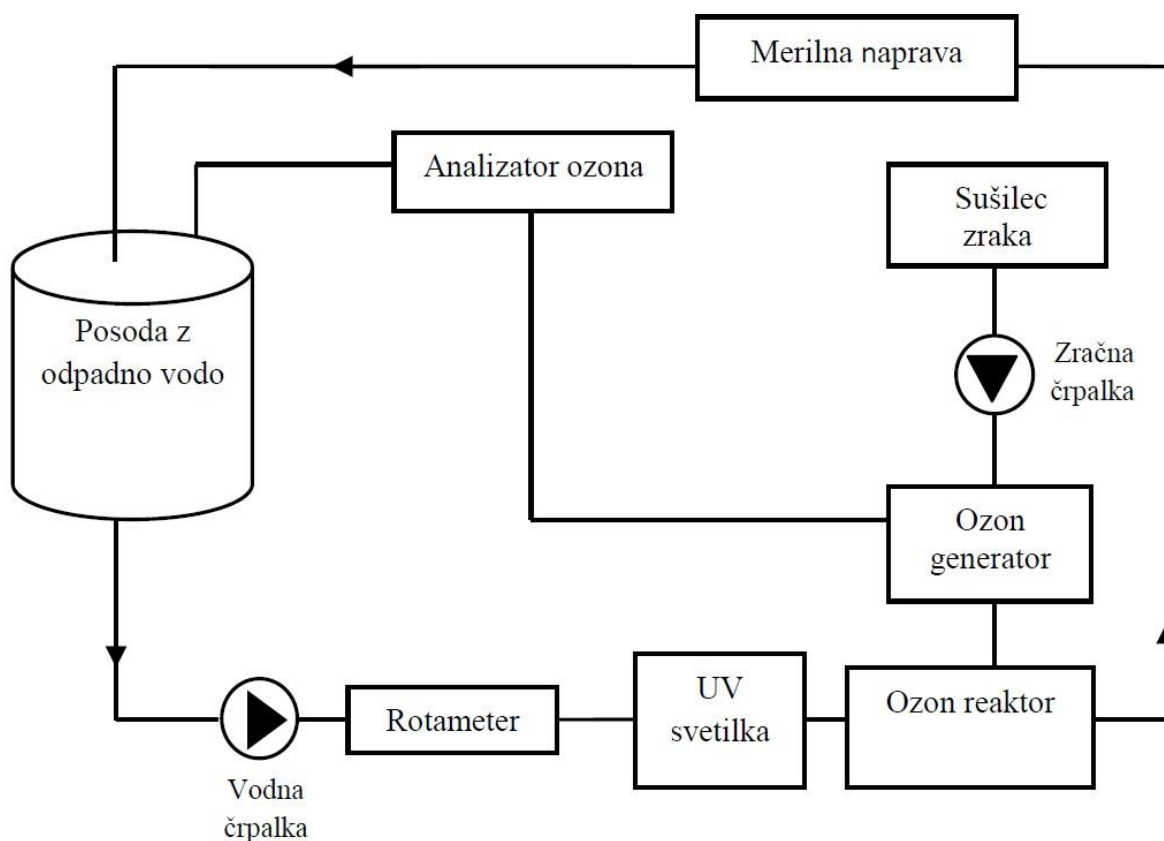 Merilna naprava
Analizator ozona
Sušilec
zraka
Posoda z
odpadno vodo
Zračna
črpalka
Ozon
generator
UV
svetilka
Ozon reaktor
Rotameter
Vodna
črpalka